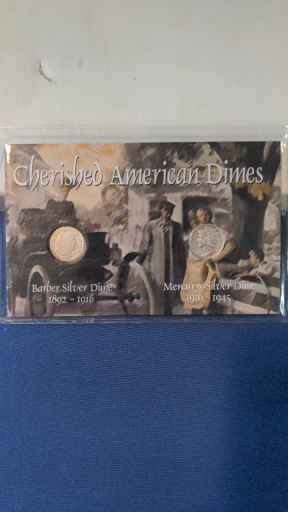 Cherished American Dimes
Barber Silver Dime
1892 - 1916
Mercury Silver Dime
1916 - 1945